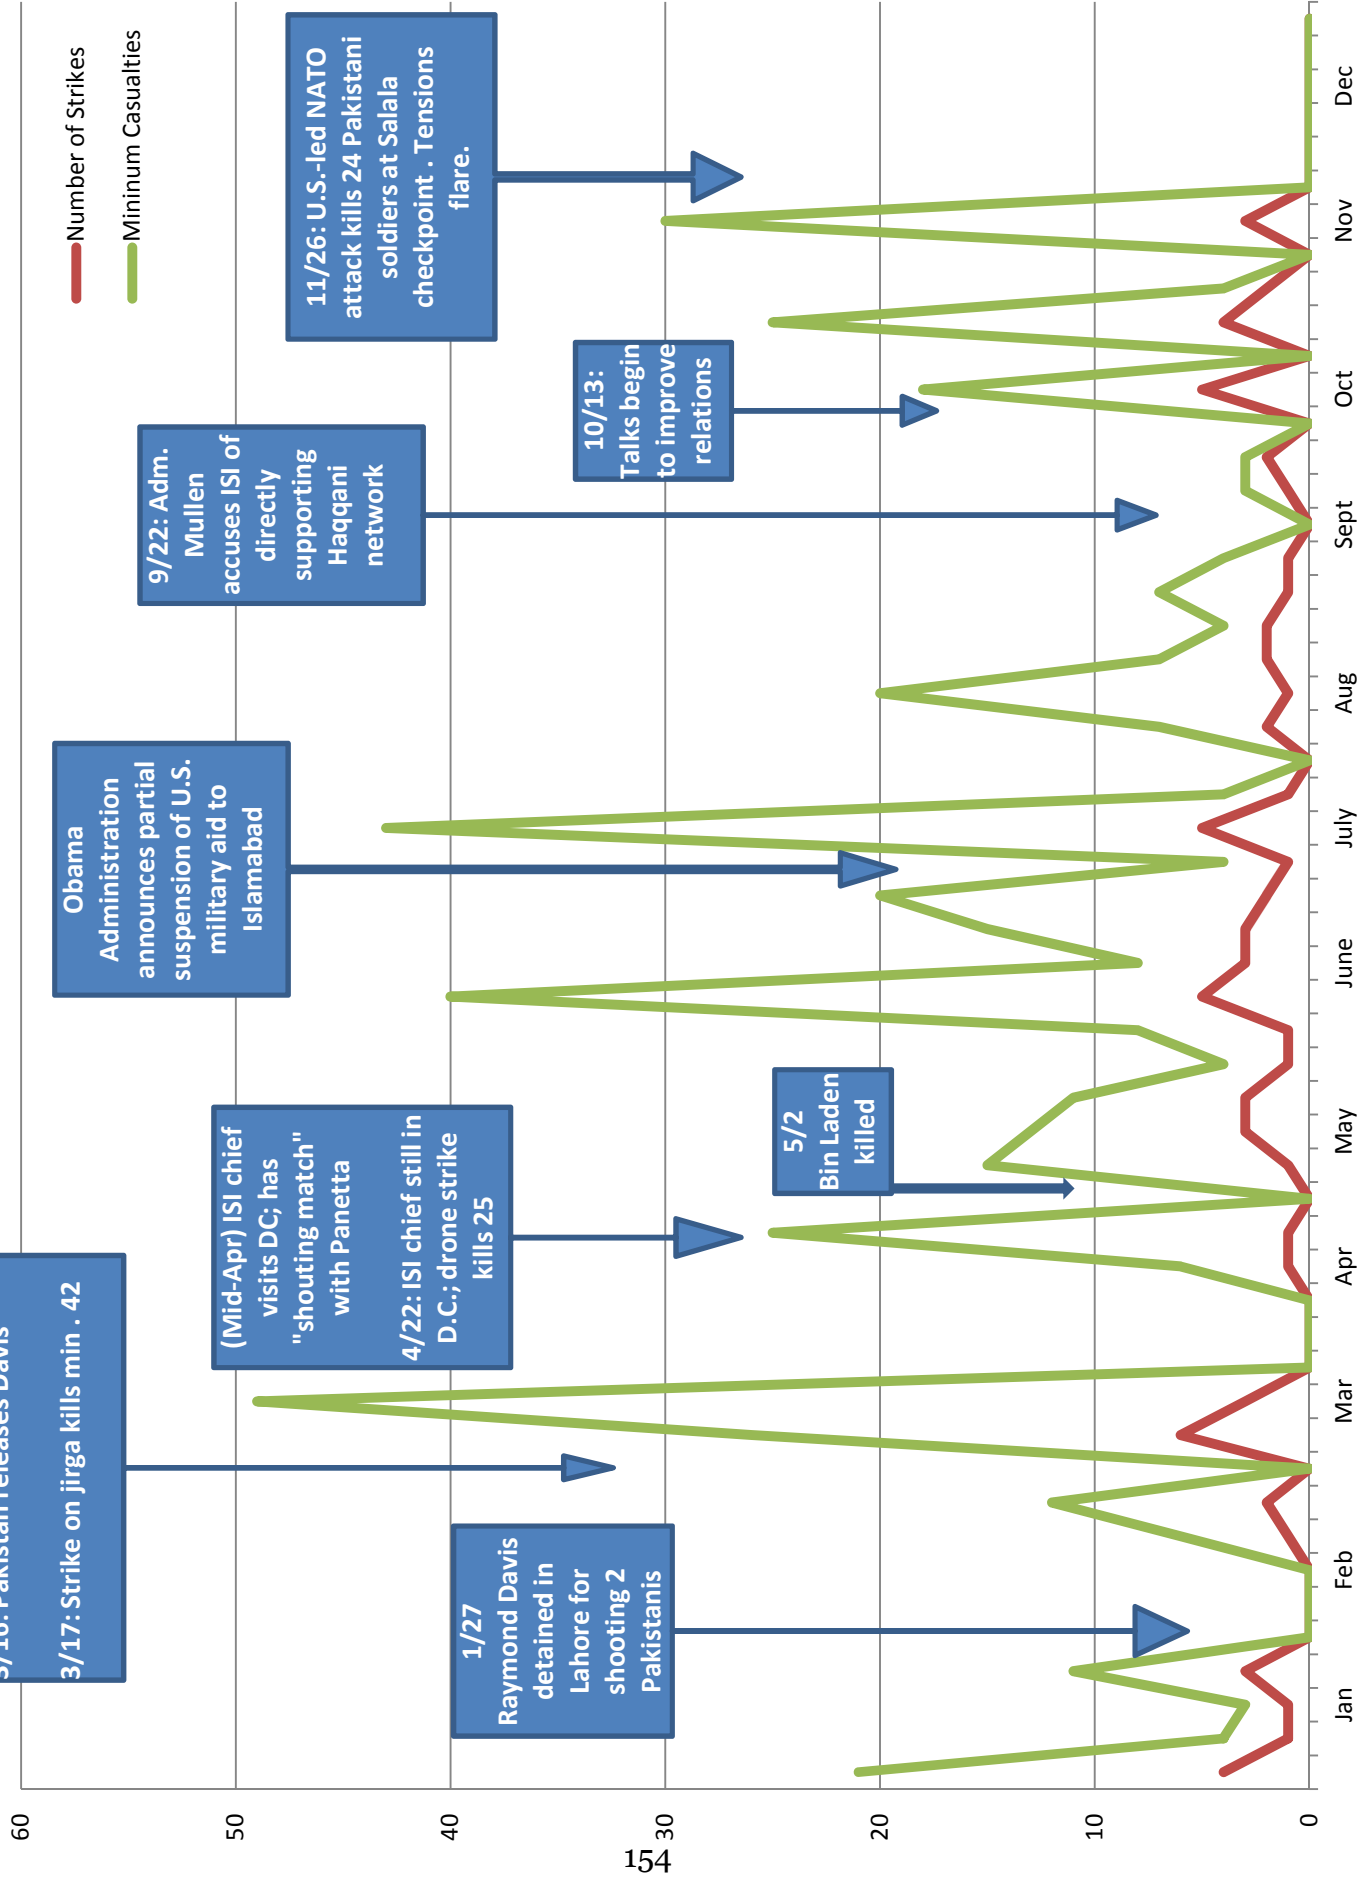 3/16: Pakistan releases Davis
3/17: Strike on jirga kills min . 42
Number of Strikes
Mininum Casualties
Obama
Administration
announces partial
suspension of U.S.
military aid to
Islamabad
9/22: Adm.
Mullen
accuses ISI of
directly
supporting
Haqqani
network
11/26: U.S.-led NATO
attack kills 24 Pakistani
soldiers at Salala
checkpoint . Tensions
flare.
(Mid-Apr) ISI chief
visits DC; has
"shouting match"
with Panetta
4/22: ISI chief still in
D.C.; drone strike
kills 25
1/27
Raymond Davis
detained in
Lahore for
shooting 2
Pakistanis
10/13:
Talks begin
to improve
relations
5/2
Bin Laden
killed
60
50
40
30
20
10
0
Jan
Feb
Mar
Apr
May
June
July
Aug
Sept
Oct
Nov
Dec
154